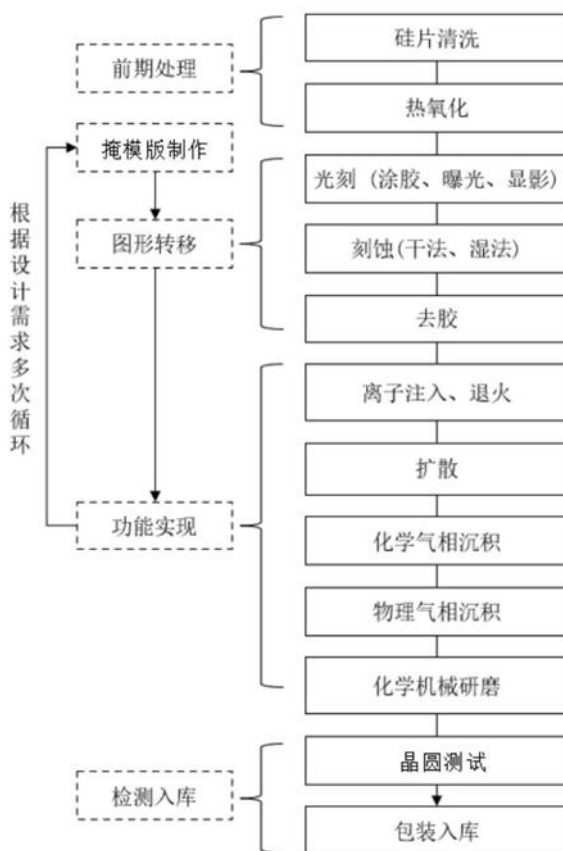 硅片清洗
前期处理
热氧化
掩模版制作
光刻（涂胶、曝光、显影）
图形转移
刻蚀(干法、湿法)
去胶
根据设计需求多次循环
离子注入、退火
扩散
功能实现
化学气相沉积
物理气相沉积
化学机械研磨
晶圆测试
检测入库
包装入库